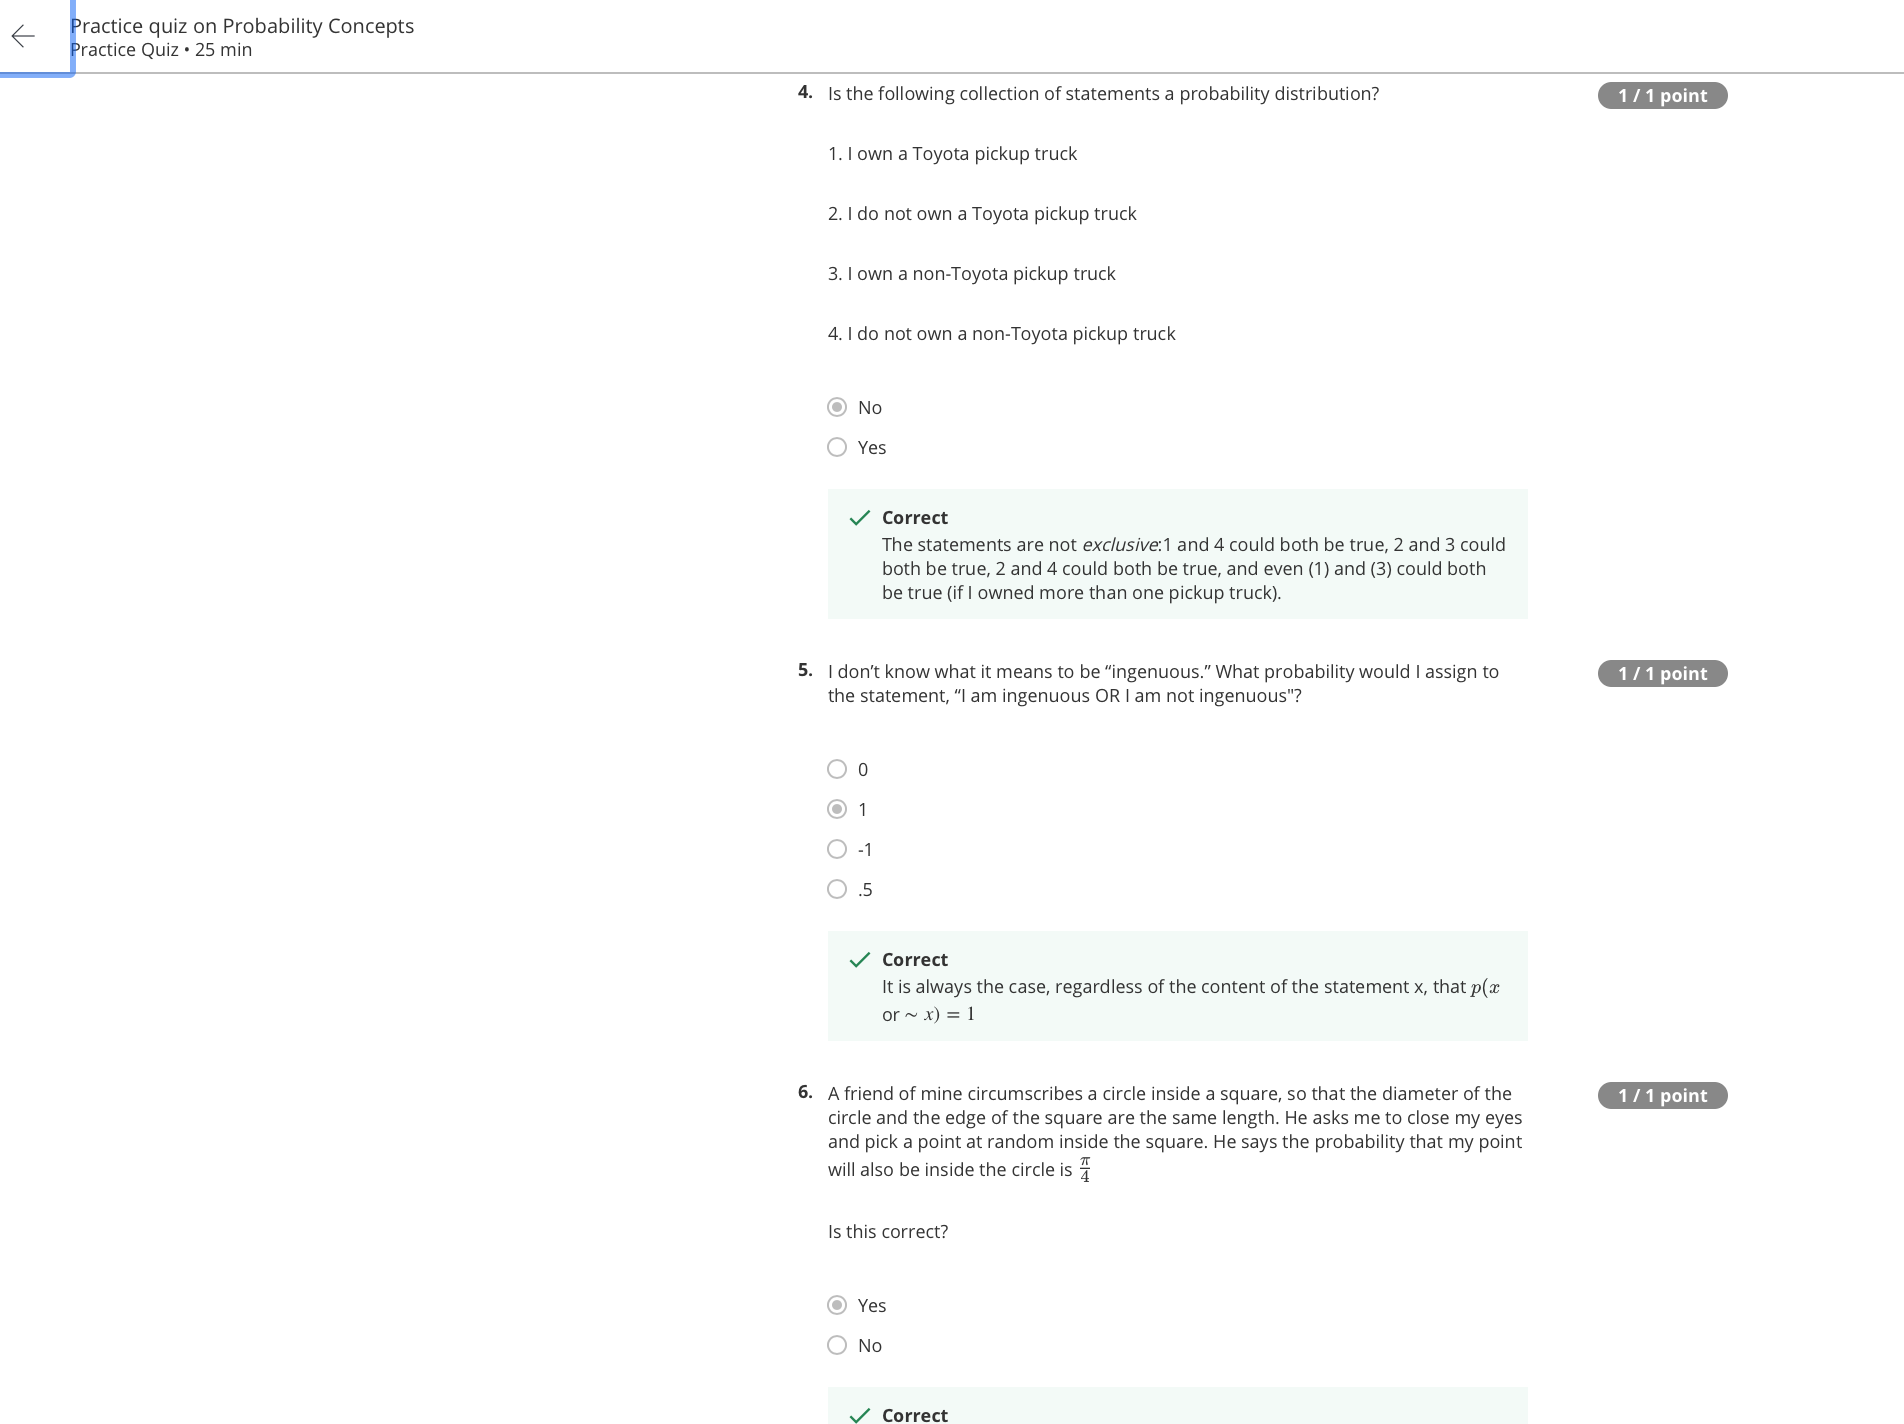 Practice quiz on Probability Concepts
Practice Quiz • 25 min
4. Is the following collection of statements a probability distribution?
1 / 1 point
1. I own a Toyota pickup truck
2. I do not own a Toyota pickup truck
3. I own a non-Toyota pickup truck
4. I do not own a non-Toyota pickup truck
No
Yes
Correct
The statements are not exclusive:1 and 4 could both be true, 2 and 3 could
both be true, 2 and 4 could both be true, and even (1) and (3) could both
be true (if I owned more than one pickup truck).
5. I don’t know what it means to be “ingenuous.” What probability would I assign to
the statement, “I am ingenuous OR I am not ingenuous"?
1 / 1 point
0
1
-1
.5
Correct
It is always the case, regardless of the content of the statement x, that p(x
or ~ x) = 1
6. A friend of mine circumscribes a circle inside a square, so that the diameter of the
circle and the edge of the square are the same length. He asks me to close my eyes
and pick a point at random inside the square. He says the probability that my point
will also be inside the circle is π/4
1 / 1 point
Is this correct?
Yes
No
Correct